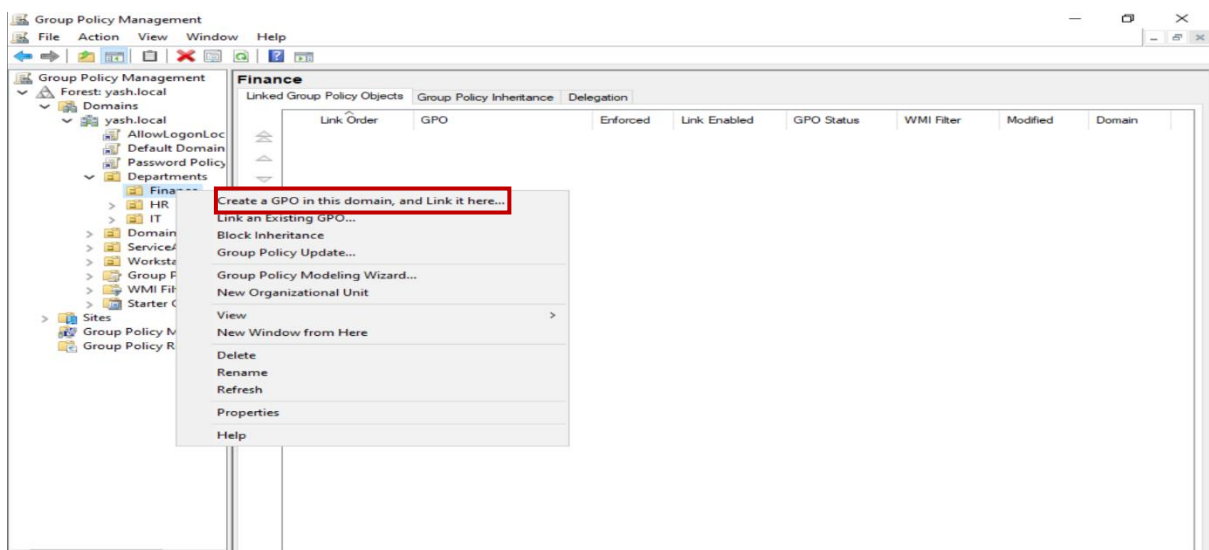 Group Policy Management
File Action View Window Help
Group Policy Management
Forest: yash.local
Domains
yash.local
AllowLogonLoc
Default Domain
Password Policy
Departments
Finance
HR
IT
Domain
Service
Worksta
Group P
WMI Filt
Starter
Sites
Group Policy M
Group Policy R
Finance
Linked Group Policy Objects Group Policy Inheritance Delegation
Link Order GPO Enforced Link Enabled GPO Status WMI Filter Modified Domain
Create a GPO in this domain, and Link it here...
Link an Existing GPO...
Block Inheritance
Group Policy Update...
Group Policy Modeling Wizard...
New Organizational Unit
View
New Window from Here
Delete
Rename
Refresh
Properties
Help